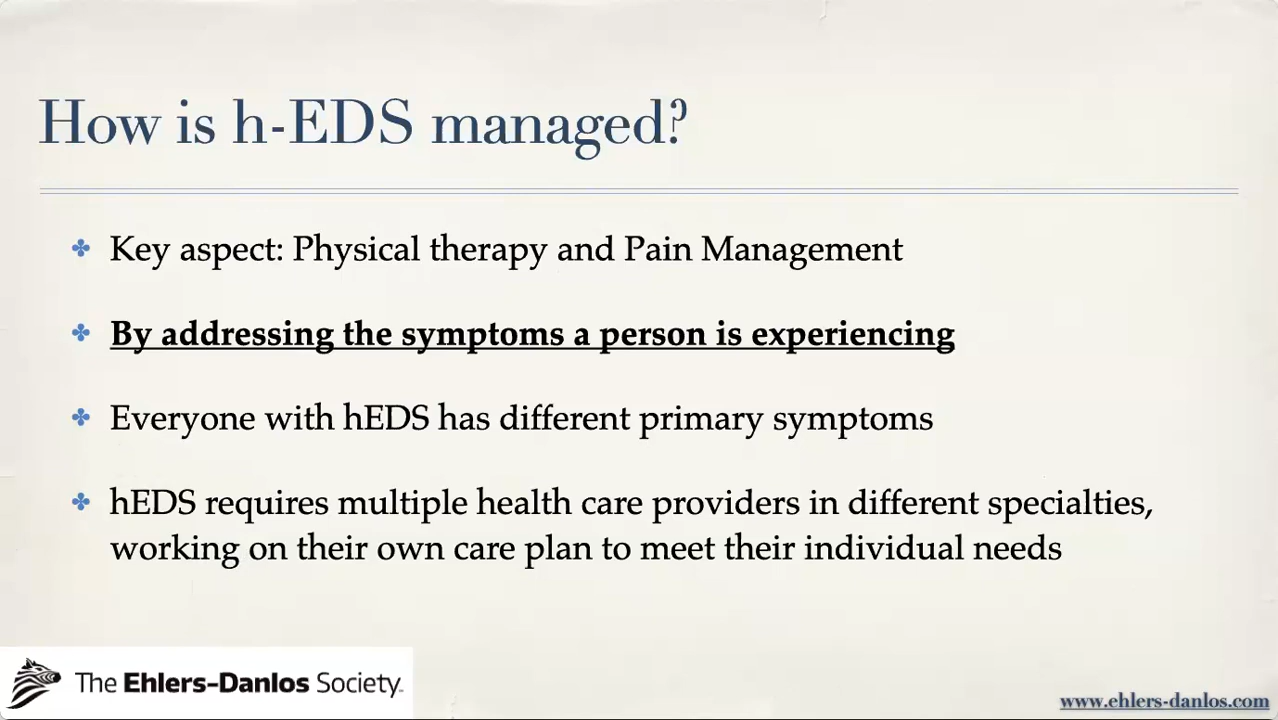 How is h-EDS managed?
Key aspect: Physical therapy and Pain Management
By addressing the symptoms a person is experiencing
Everyone with hEDS has different primary symptoms
hEDS requires multiple health care providers in different specialties,
working on their own care plan to meet their individual needs
The Ehlers-Danlos Society.
www.ehlers-danlos.com